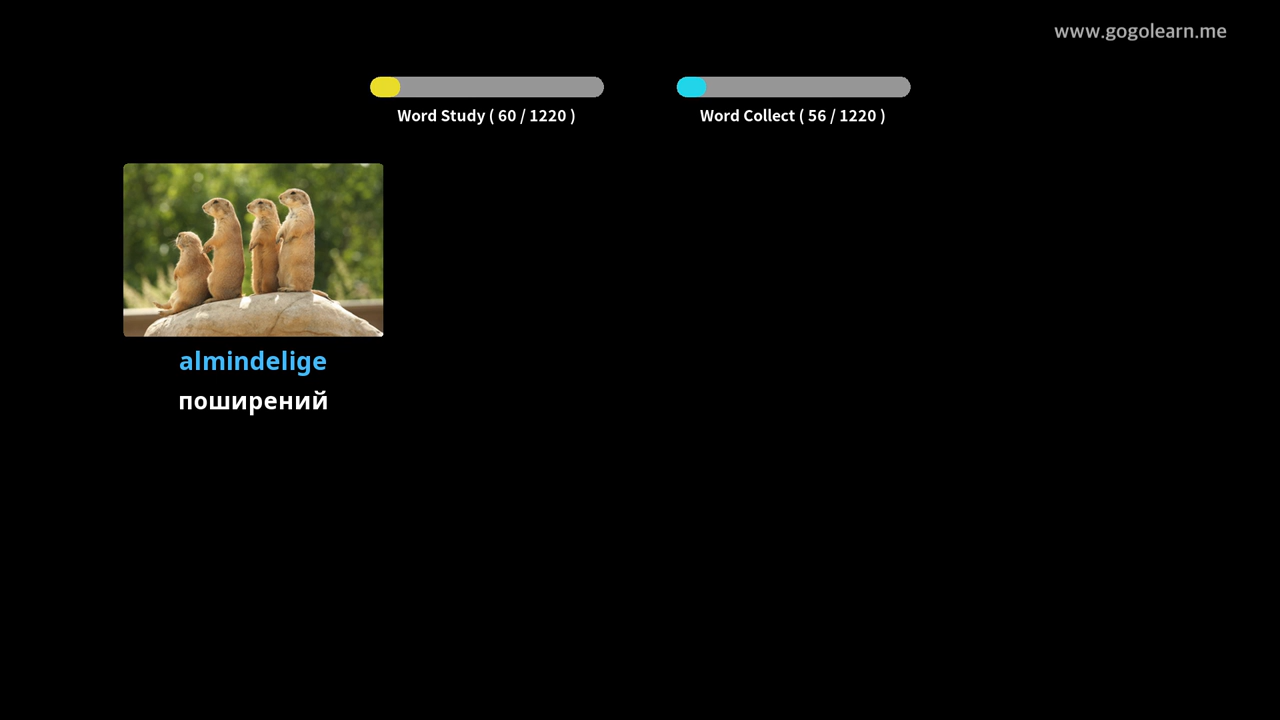 www.gogolearn.me
Word Study ( 60 / 1220 )
Word Collect ( 56 / 1220 )
almindelige
поширений